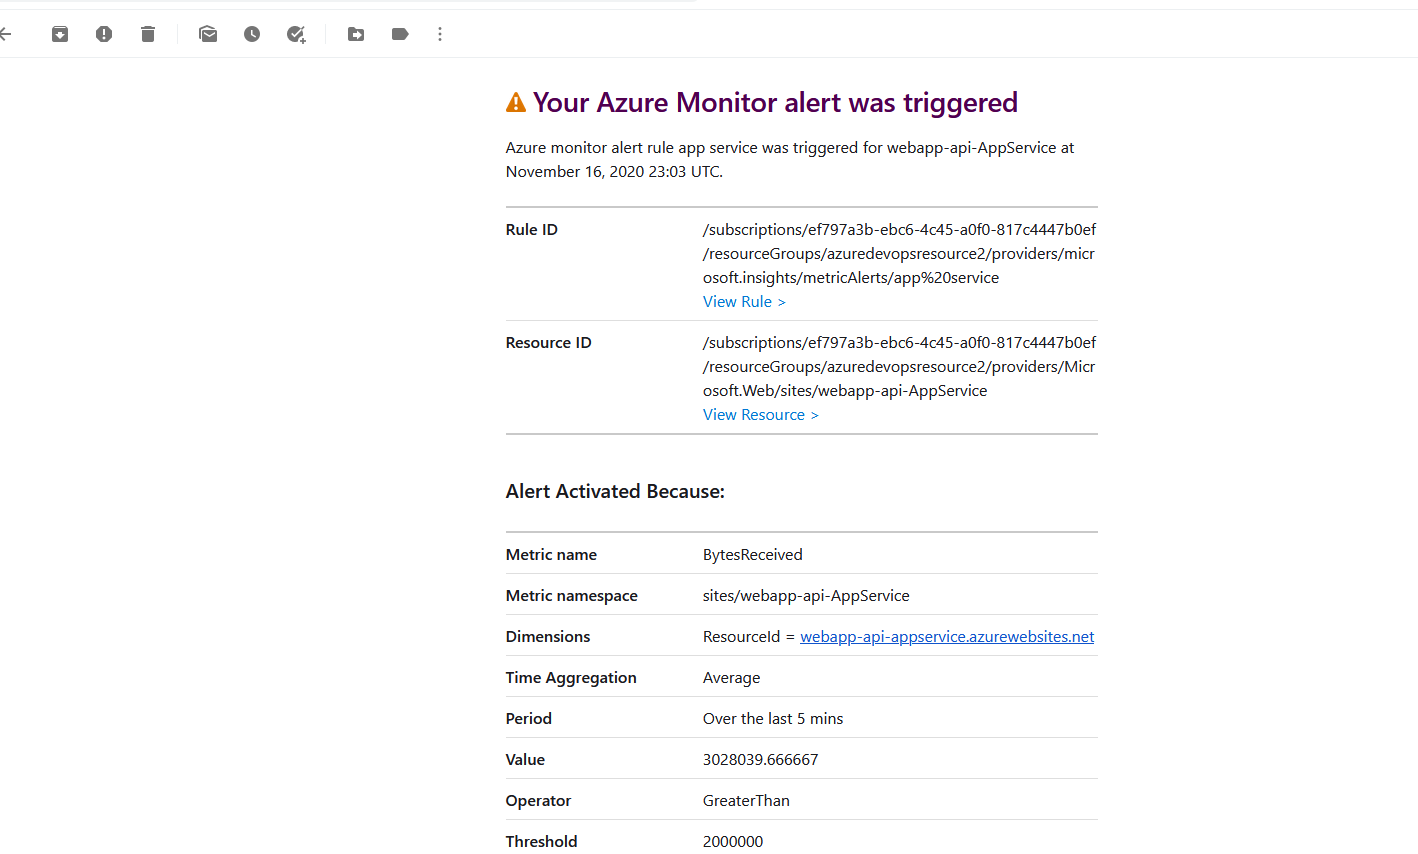 Your Azure Monitor alert was triggered
Azure monitor alert rule app service was triggered for webapp-api-AppService at
November 16, 2020 23:03 UTC.
Rule ID
/subscriptions/ef797a3b-ebc6-4c45-a0f0-817c4447b0ef
/resourceGroups/azuredevopsresource2/providers/micr
osoft.insights/metricAlerts/app%20service
View Rule >
Resource ID
/subscriptions/ef797a3b-ebc6-4c45-a0f0-817c4447b0ef
/resourceGroups/azuredevopsresource2/providers/Micr
osoft.Web/sites/webapp-api-AppService
View Resource >
Alert Activated Because:
Metric name BytesReceived
Metric namespace sites/webapp-api-AppService
Dimensions ResourceId = webapp-api-appservice.azurewebsites.net
Time Aggregation Average
Period Over the last 5 mins
Value 3028039.666667
Operator GreaterThan
Threshold 2000000